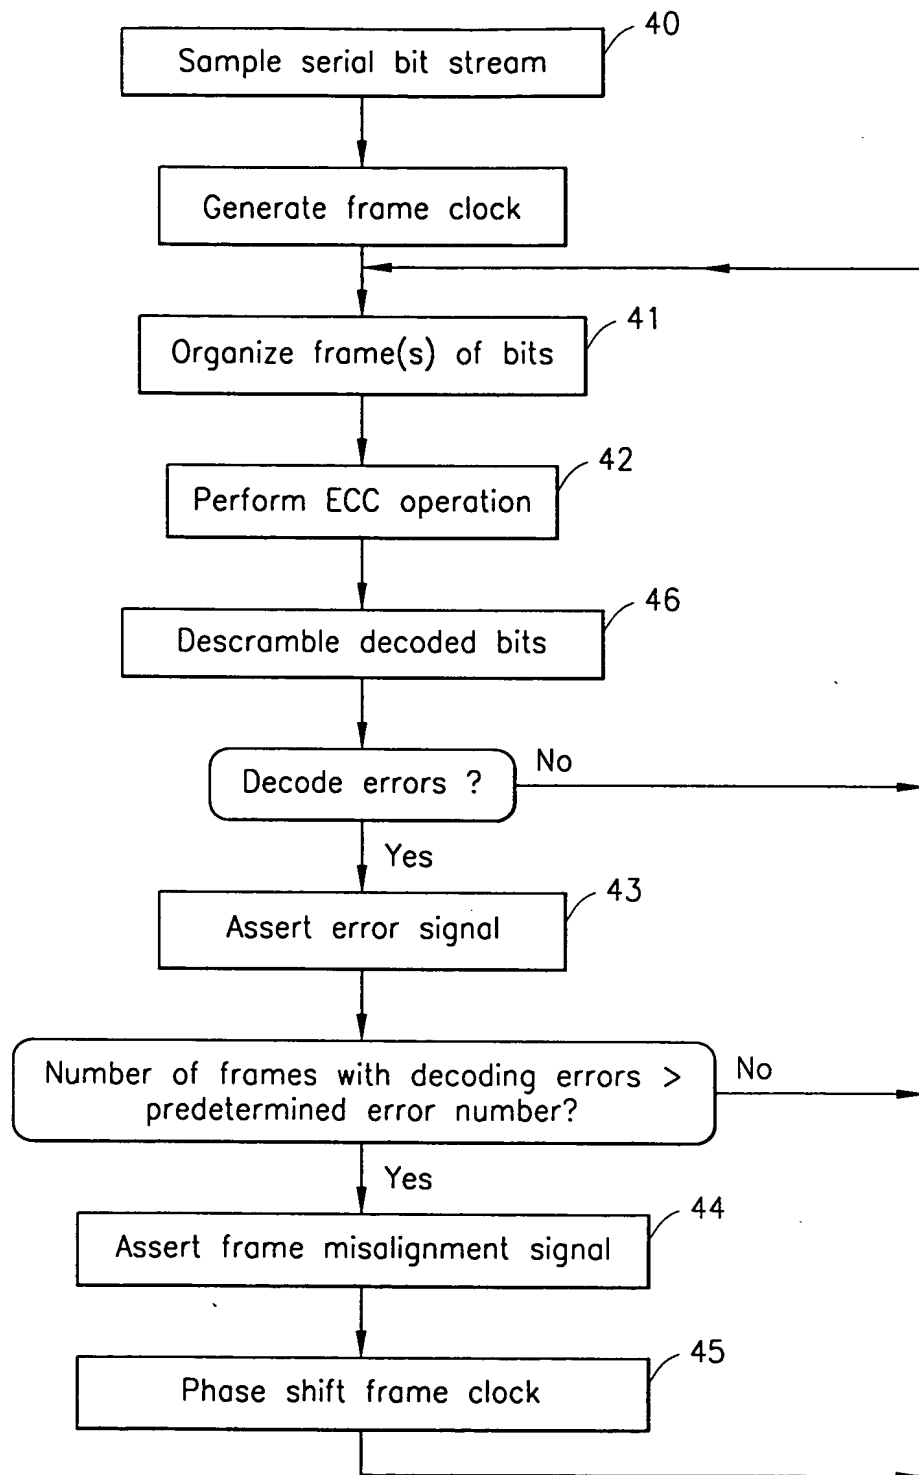 40
Sample serial bit stream
Generate frame clock
41
Organize frame(s) of bits
42
Perform ECC operation
46
Descramble decoded bits
Decode errors ?
No
Yes
43
Assert error signal
Number of frames with decoding errors >
predetermined error number?
No
Yes
44
Assert frame misalignment signal
45
Phase shift frame clock